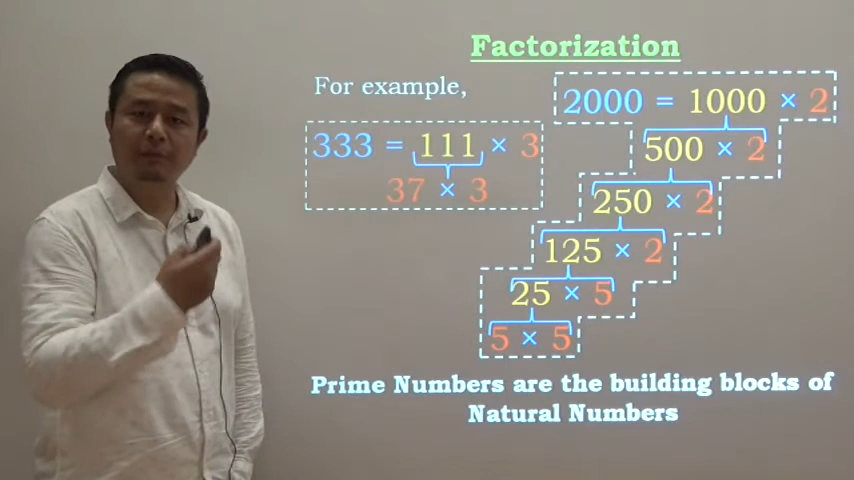 Factorization
For example,
333 = 111 × 3
37 × 3
2000 = 1000 × 2
500 × 2
250 × 2
125 × 2
25 × 5
5 × 5
Prime Numbers are the building blocks of
Natural Numbers